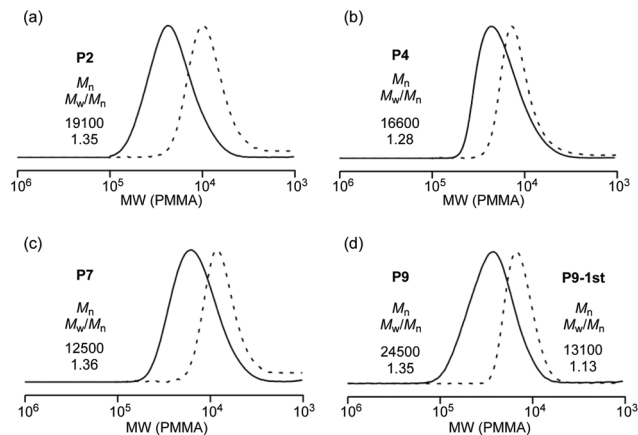 (a)
P2
Mn
Mw/Mn
19100
1.35
10⁶ 10⁵ 10⁴ 10³
MW (PMMA)
(b)
P4
Mn
Mw/Mn
16600
1.28
10⁶ 10⁵ 10⁴ 10³
MW (PMMA)
(c)
P7
Mn
Mw/Mn
12500
1.36
10⁶ 10⁵ 10⁴ 10³
MW (PMMA)
(d)
P9
Mn
Mw/Mn
24500
1.35
P9-1st
Mn
Mw/Mn
13100
1.13
10⁶ 10⁵ 10⁴ 10³
MW (PMMA)